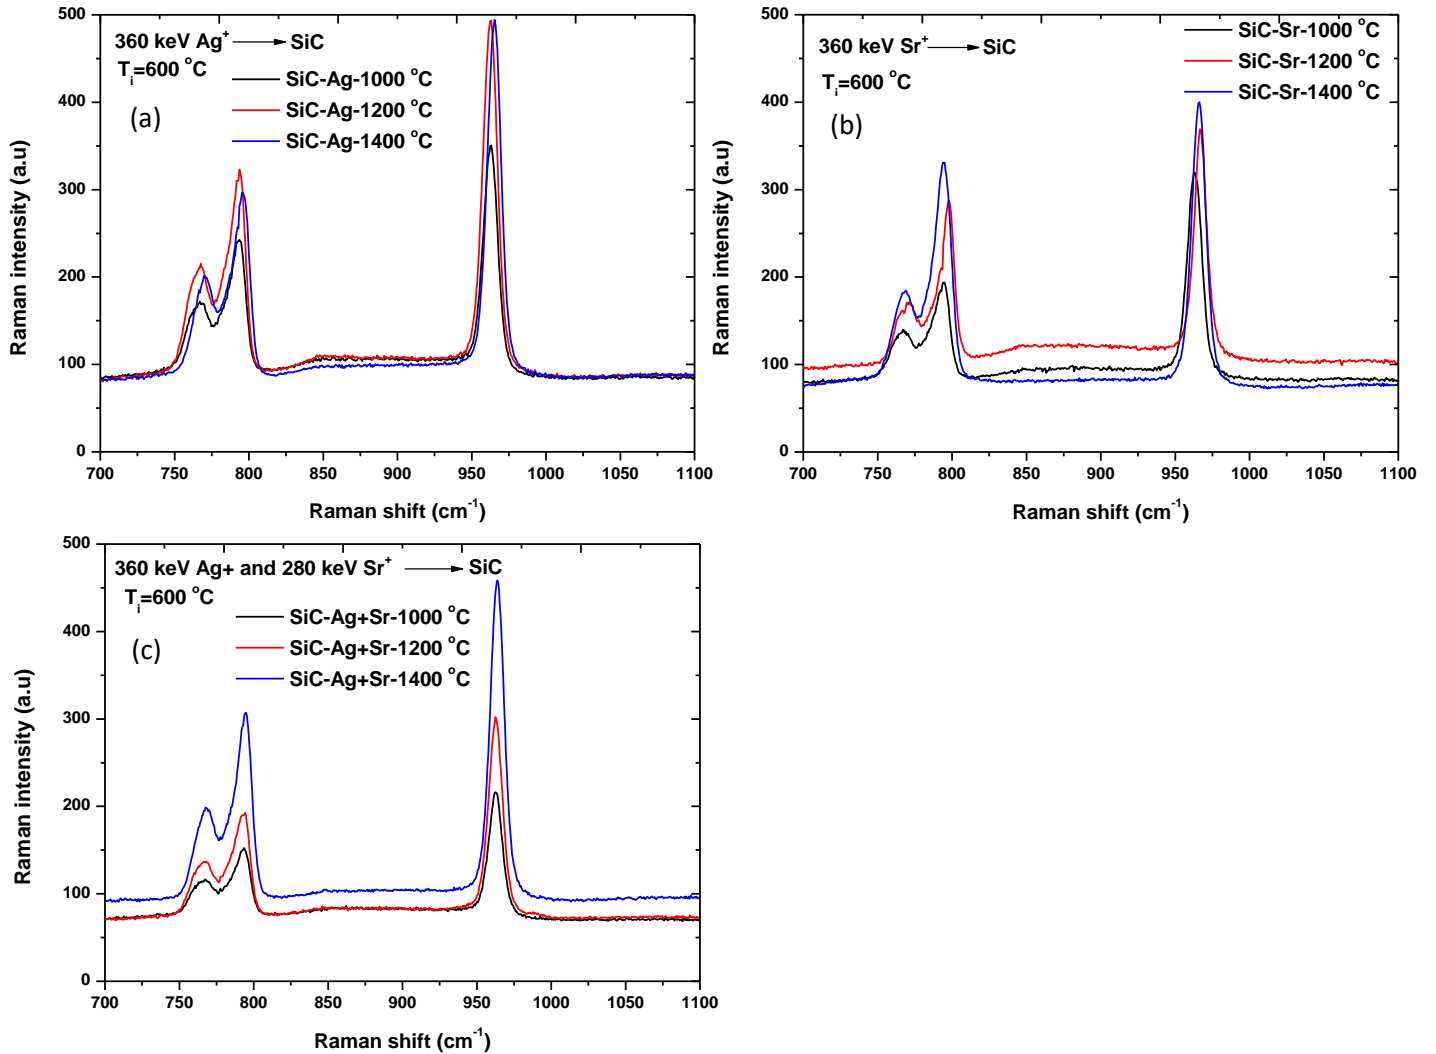 360 keV Ag⁺ → SiC
Tᵢ=600 °C
SiC-Ag-1000 °C
SiC-Ag-1200 °C
SiC-Ag-1400 °C
(a)
Raman intensity (a.u)
500
400
300
200
100
0
700 750 800 850 900 950 1000 1050 1100
Raman shift (cm⁻¹)
360 keV Sr⁺ → SiC
Tᵢ=600 °C
SiC-Sr-1000 °C
SiC-Sr-1200 °C
SiC-Sr-1400 °C
(b)
Raman intensity (a.u)
500
400
300
200
100
0
700 750 800 850 900 950 1000 1050 1100
Raman shift (cm⁻¹)
360 keV Ag+ and 280 keV Sr⁺ → SiC
Tᵢ=600 °C
SiC-Ag+Sr-1000 °C
SiC-Ag+Sr-1200 °C
SiC-Ag+Sr-1400 °C
(c)
Raman intensity (a.u)
500
400
300
200
100
0
700 750 800 850 900 950 1000 1050 1100
Raman shift (cm⁻¹)